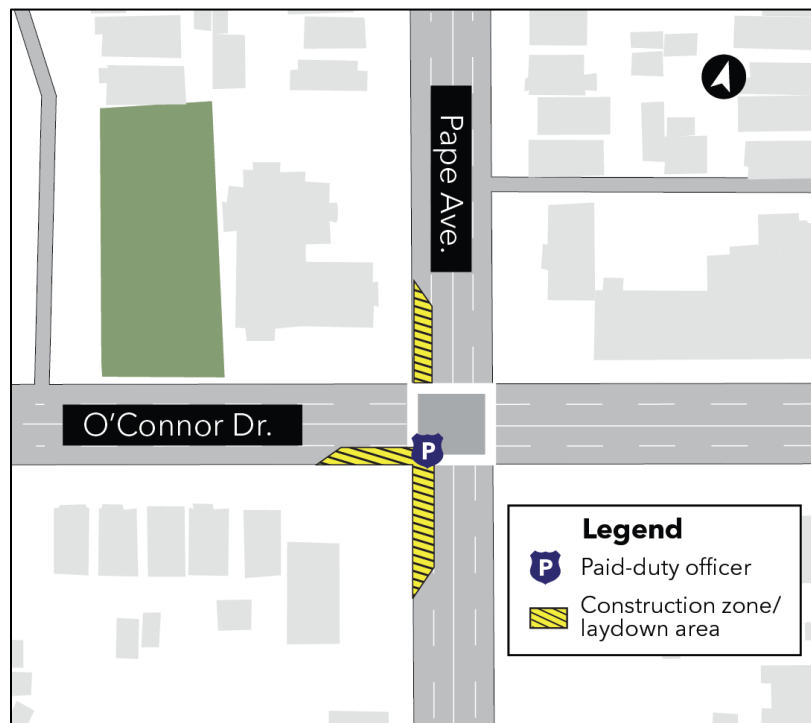 Pape Ave.
O'Connor Dr.
P
Legend
P Paid-duty officer
Construction zone/
laydown area